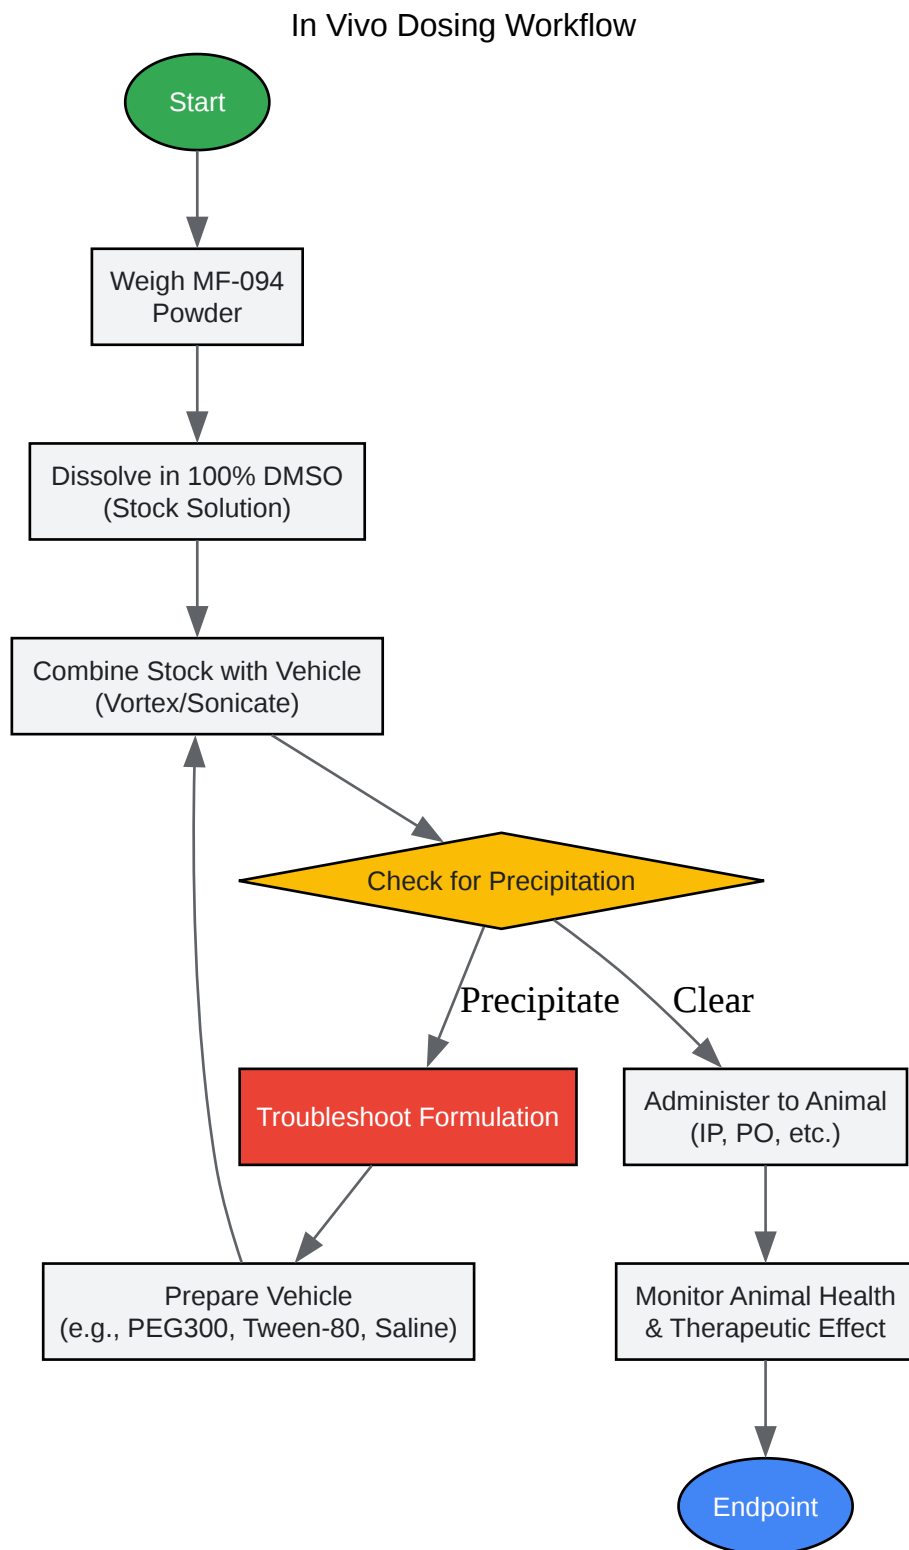 In Vivo Dosing Workflow
Start
Weigh MF-094
Powder
Dissolve in 100% DMSO
(Stock Solution)
Combine Stock with Vehicle
(Vortex/Sonicate)
Check for Precipitation
Precipitate
Clear
Troubleshoot Formulation
Administer to Animal
(IP, PO, etc.)
Prepare Vehicle
(e.g., PEG300, Tween-80, Saline)
Monitor Animal Health
& Therapeutic Effect
Endpoint